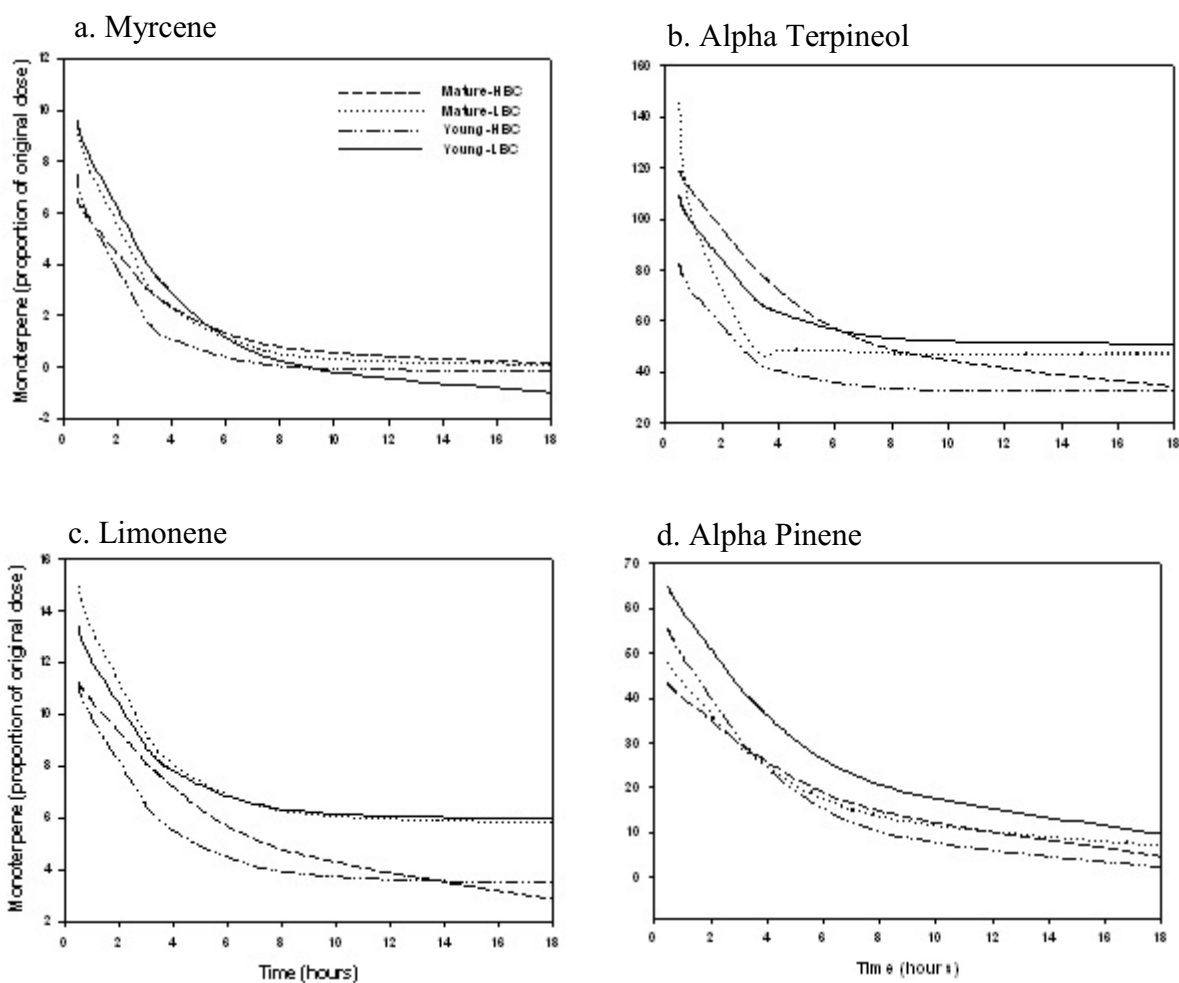 a. Myrcene
Monoterpene (proportion of original dose)
12
10
8
6
4
2
0
-2
0 2 4 6 8 10 12 14 16 18
Mature-HBC
Mature-LBC
Young-HBC
Young-LBC
b. Alpha Terpineol
160
140
120
100
80
60
40
20
0 2 4 6 8 10 12 14 16 18
c. Limonene
Monoterpene (proportion of original dose)
16
14
12
10
8
6
4
2
0 2 4 6 8 10 12 14 16 18
Time (hours)
d. Alpha Pinene
70
60
50
40
30
20
10
0
0 2 4 6 8 10 12 14 16 18
Time (hours)